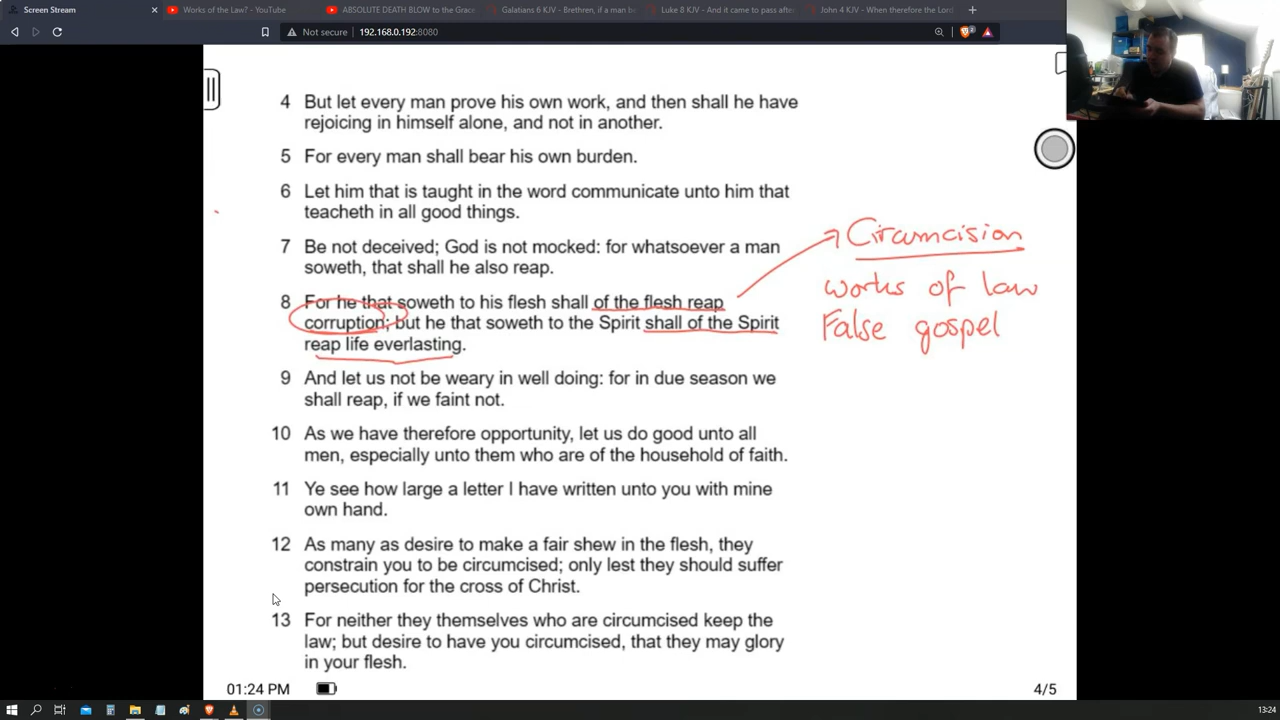 Screen Stream
Works of the Law? - YouTube
ABSOLUTE DEATH BLOW to the Grace
Galatians 6 KJV - Brethren, if a man be
Luke 8 KJV - And it came to pass after
John 4 KJV - When therefore the Lord
Not secure 192.168.0.192:8080
4 But let every man prove his own work, and then shall he have
rejoicing in himself alone, and not in another.
5 For every man shall bear his own burden.
6 Let him that is taught in the word communicate unto him that
teacheth in all good things.
7 Be not deceived; God is not mocked: for whatsoever a man
soweth, that shall he also reap.
8 For he that soweth to his flesh shall of the flesh reap
corruption; but he that soweth to the Spirit shall of the Spirit
reap life everlasting.
Circumcision
works of law
False gospel
9 And let us not be weary in well doing: for in due season we
shall reap, if we faint not.
10 As we have therefore opportunity, let us do good unto all
men, especially unto them who are of the household of faith.
11 Ye see how large a letter I have written unto you with mine
own hand.
12 As many as desire to make a fair shew in the flesh, they
constrain you to be circumcised; only lest they should suffer
persecution for the cross of Christ.
13 For neither they themselves who are circumcised keep the
law; but desire to have you circumcised, that they may glory
in your flesh.
01:24 PM
4/5
13:24